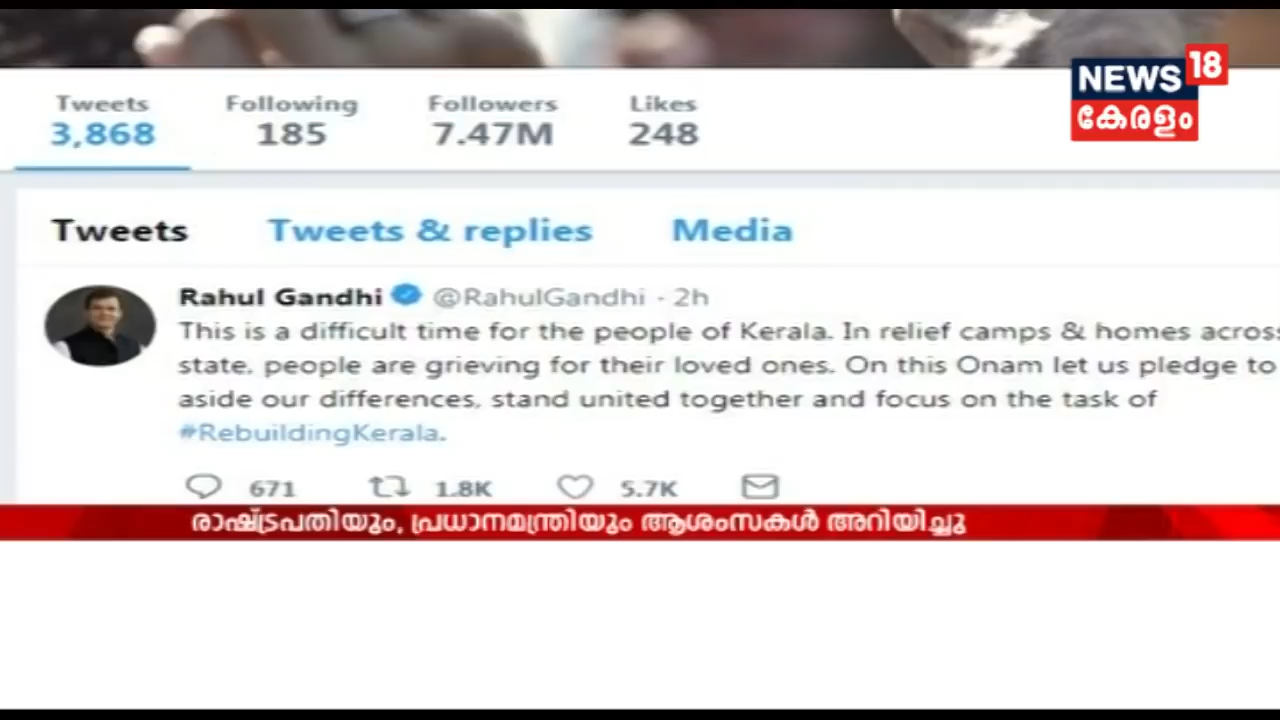 NEWS 18
കേരളം
Tweets Following Followers Likes
3,868 185 7.47M 248
Tweets Tweets & replies Media
Rahul Gandhi @RahulGandhi · 2h
This is a difficult time for the people of Kerala. In relief camps & homes across
state, people are grieving for their loved ones. On this Onam let us pledge to
aside our differences, stand united together and focus on the task of
#RebuildingKerala.
671 1.8K 5.7K
രാഷ്ട്രപതിയും, പ്രധാനമന്ത്രിയും ആശംസകൾ അറിയിച്ചു